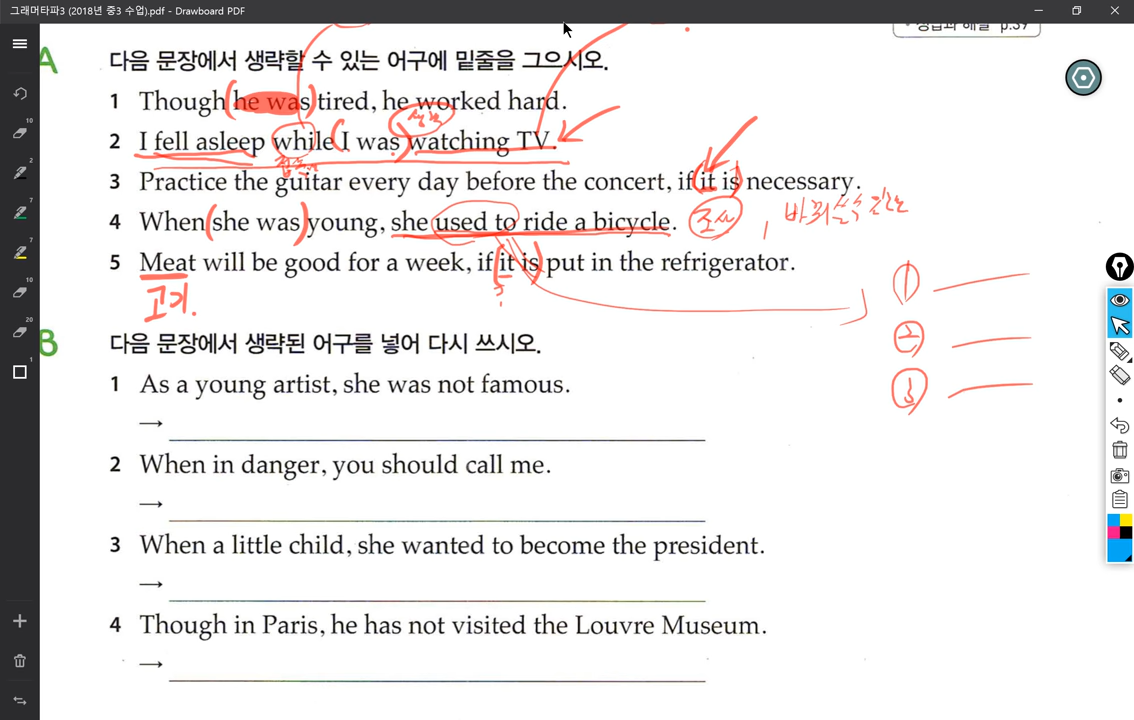 그래머타파3 (2018년 중3 수업).pdf - Drawboard PDF
A 다음 문장에서 생략할 수 있는 어구에 밑줄을 그으시오.
1 Though (he was) tired, he worked hard.
2 I fell asleep while (I was) watching TV.
3 Practice the guitar every day before the concert, if (it is) necessary.
4 When (she was) young, she used to ride a bicycle. 조심
5 Meat will be good for a week, if (it is) put in the refrigerator.
고기.
① 
② 
③ 
B 다음 문장에서 생략된 어구를 넣어 다시 쓰시오.
1 As a young artist, she was not famous.
→
2 When in danger, you should call me.
→
3 When a little child, she wanted to become the president.
→
4 Though in Paris, he has not visited the Louvre Museum.
→